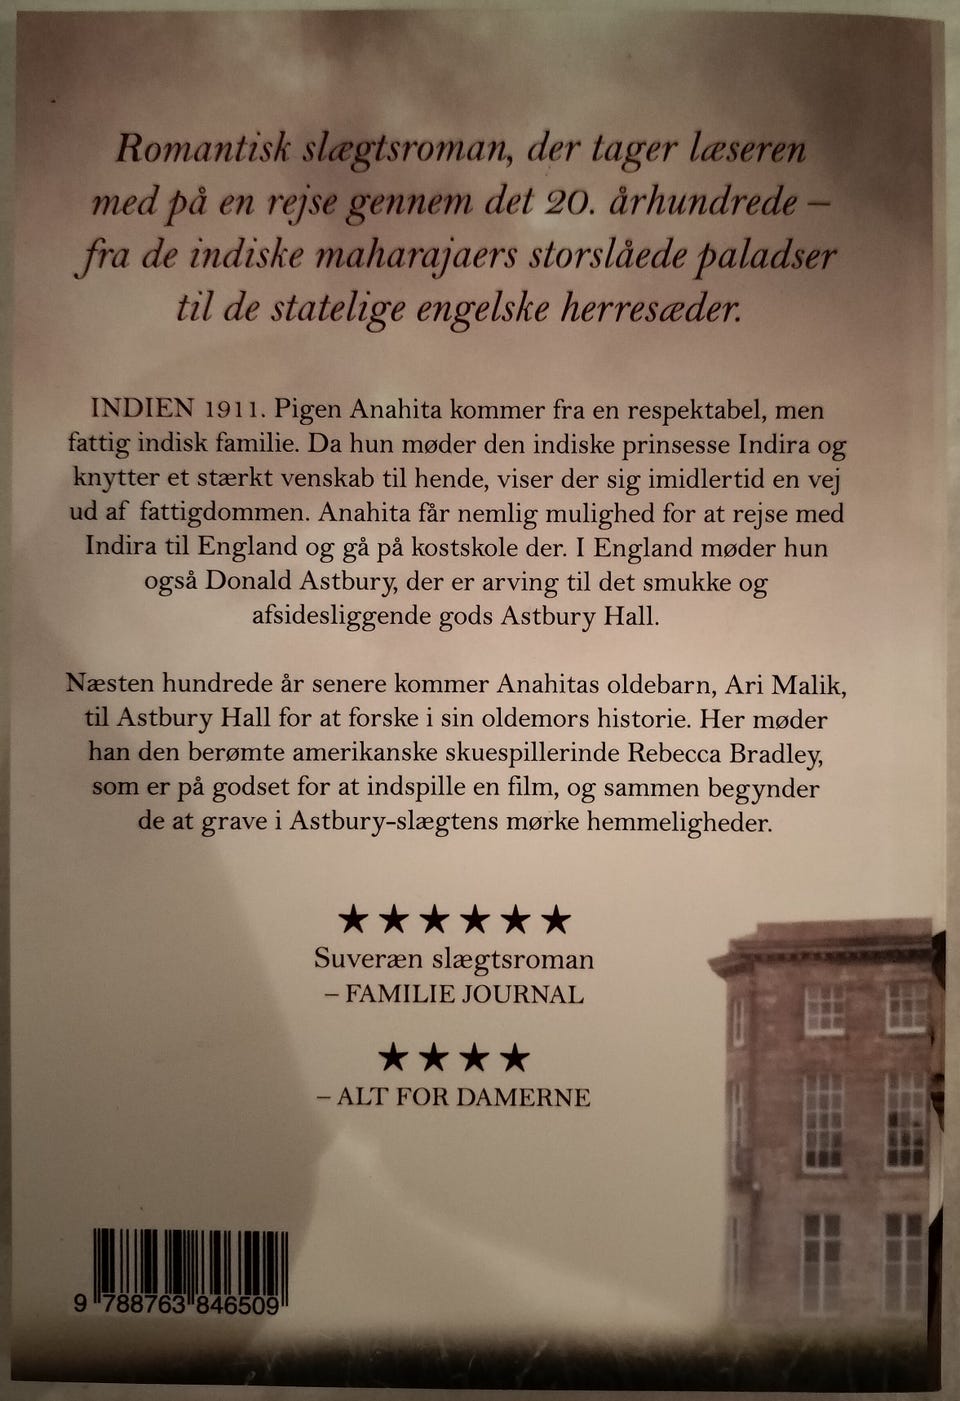 Romantisk slægtsroman, der tager læseren
med på en rejse gennem det 20. århundrede –
fra de indiske maharajaers storslåede paladser
til de statelige engelske herresæder.
INDIEN 1911. Pigen Anahita kommer fra en respektabel, men
fattig indisk familie. Da hun møder den indiske prinsesse Indira og
knytter et stærkt venskab til hende, viser der sig imidlertid en vej
ud af fattigdommen. Anahita får nemlig mulighed for at rejse med
Indira til England og gå på kostskole der. I England møder hun
også Donald Astbury, der er arving til det smukke og
afsidesliggende gods Astbury Hall.
Næsten hundrede år senere kommer Anahitas oldebarn, Ari Malik,
til Astbury Hall for at forske i sin oldemors historie. Her møder
han den berømte amerikanske skuespillerinde Rebecca Bradley,
som er på godset for at indspille en film, og sammen begynder
de at grave i Astbury-slægtens mørke hemmeligheder.
★★★★★★
Suveræn slægtsroman
– FAMILIE JOURNAL
★★★★
– ALT FOR DAMERNE
9 788763 846509